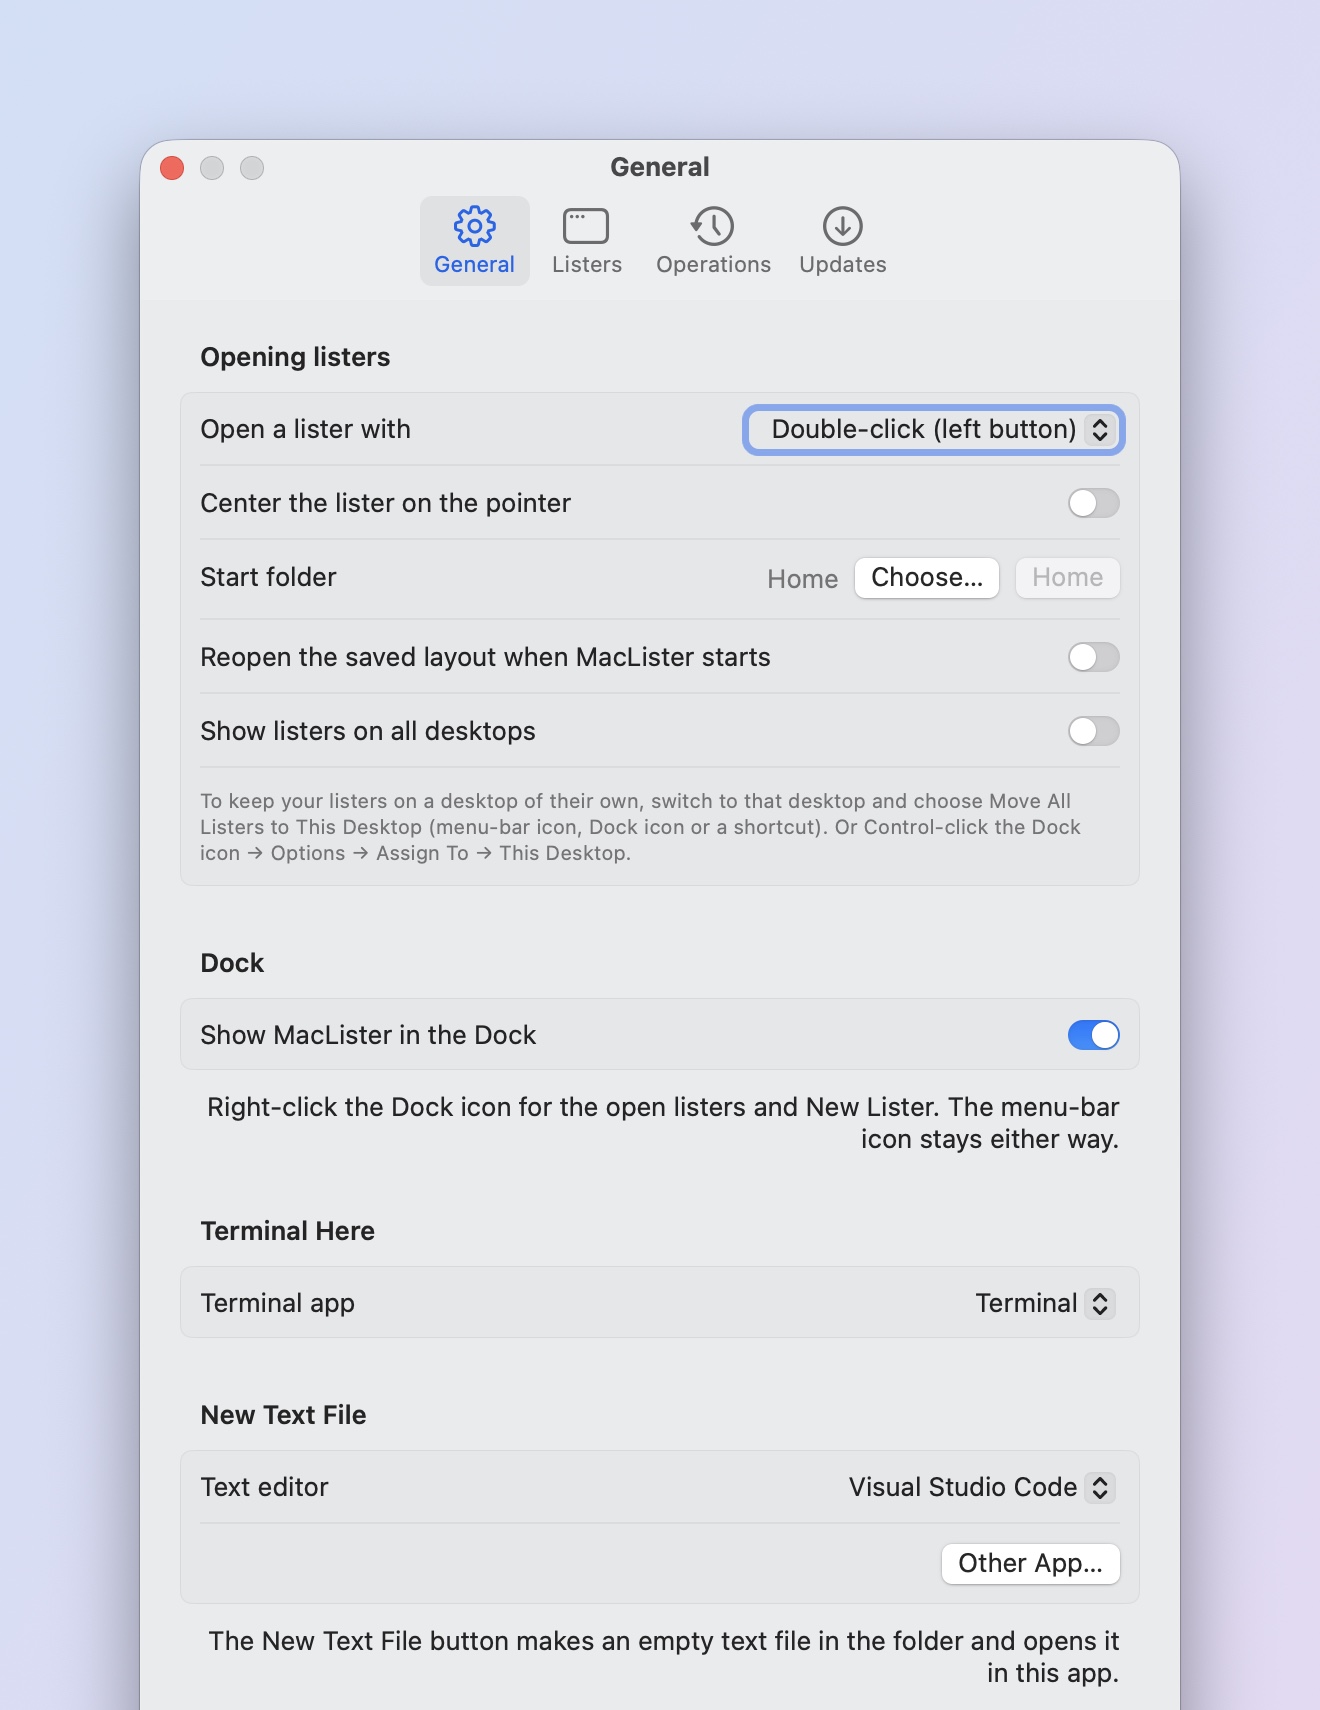 General
General
Listers
Operations
Updates
Opening listers
Open a lister with
Double-click (left button)
Center the lister on the pointer
Start folder
Home
Choose...
Home
Reopen the saved layout when MacLister starts
Show listers on all desktops
To keep your listers on a desktop of their own, switch to that desktop and choose Move All
Listers to This Desktop (menu-bar icon, Dock icon or a shortcut). Or Control-click the Dock
icon → Options → Assign To → This Desktop.
Dock
Show MacLister in the Dock
Right-click the Dock icon for the open listers and New Lister. The menu-bar
icon stays either way.
Terminal Here
Terminal app
Terminal
New Text File
Text editor
Visual Studio Code
Other App...
The New Text File button makes an empty text file in the folder and opens it
in this app.